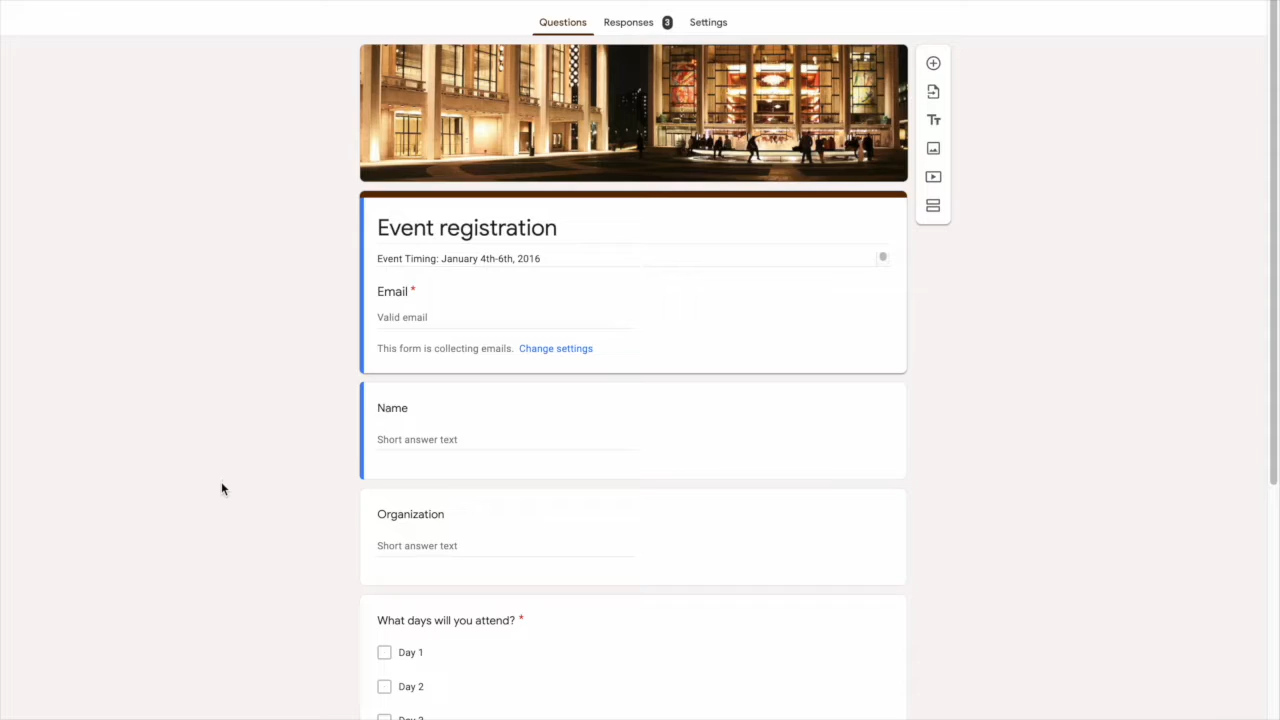 Questions Responses 3 Settings
Event registration
Event Timing: January 4th-6th, 2016
Email *
Valid email
This form is collecting emails. Change settings
Name
Short answer text
Organization
Short answer text
What days will you attend? *
Day 1
Day 2
Day 3